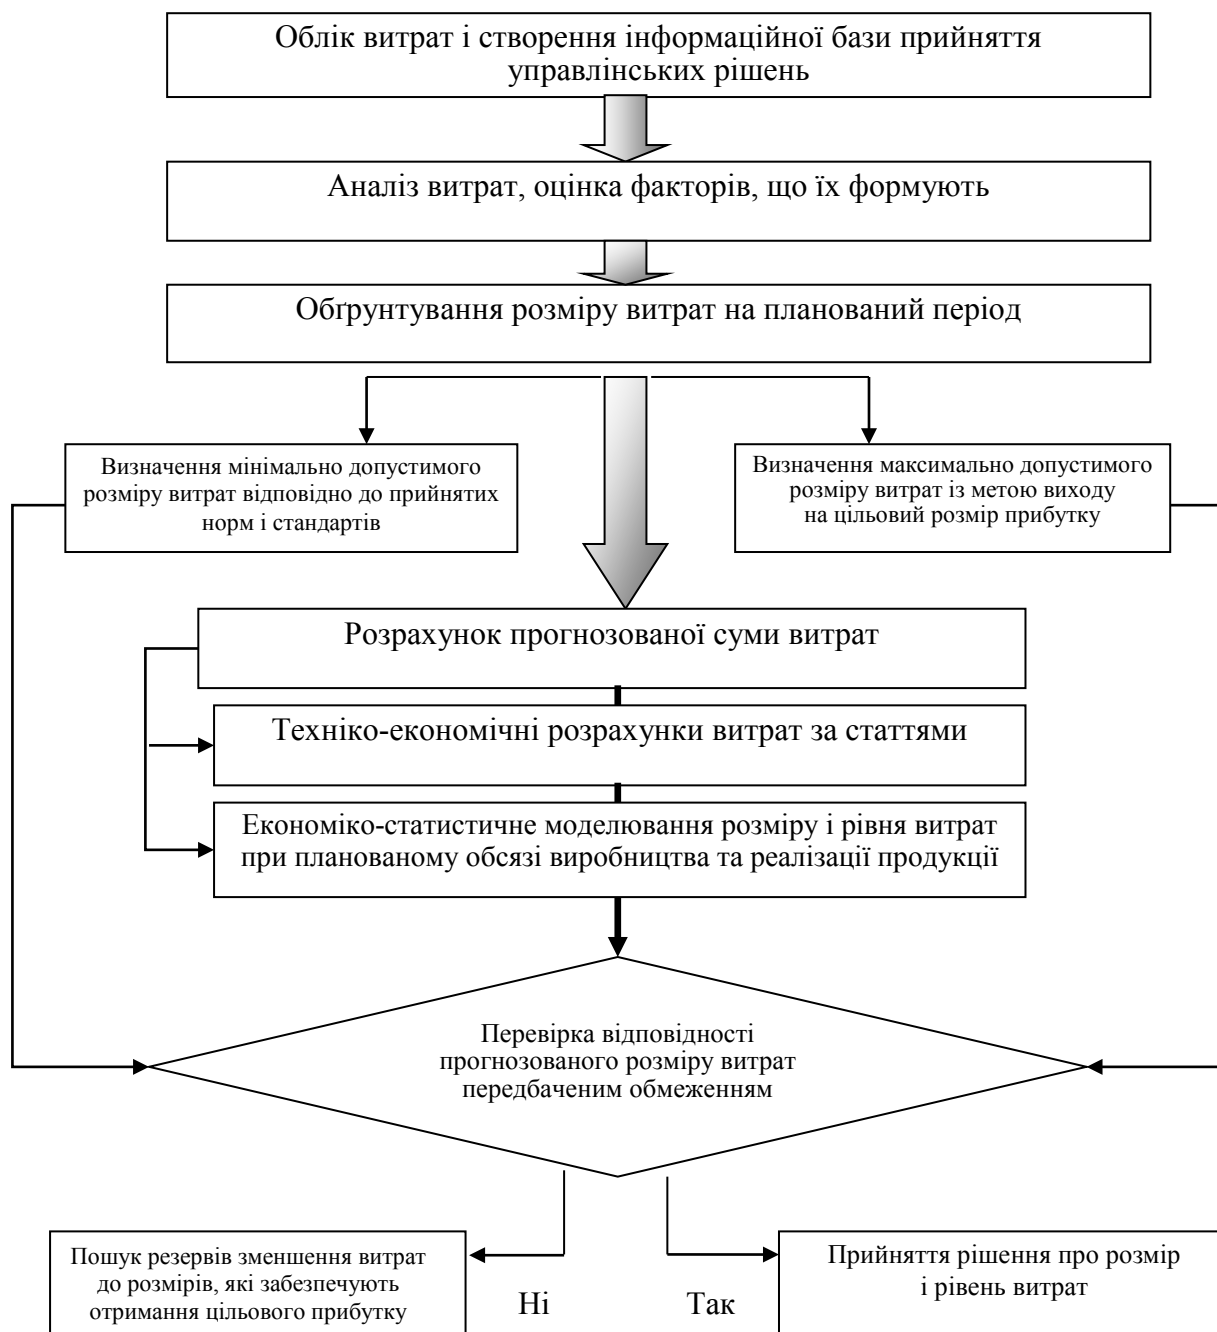 Облік витрат і створення інформаційної бази прийняття
управлінських рішень
Аналіз витрат, оцінка факторів, що їх формують
Обґрунтування розміру витрат на планований період
Визначення мінімально допустимого
розміру витрат відповідно до прийнятих
норм і стандартів
Визначення максимально допустимого
розміру витрат із метою виходу
на цільовий розмір прибутку
Розрахунок прогнозованої суми витрат
Техніко-економічні розрахунки витрат за статтями
Економіко-статистичне моделювання розміру і рівня витрат
при планованому обсязі виробництва та реалізації продукції
Перевірка відповідності
прогнозованого розміру витрат
передбаченим обмеженням
Пошук резервів зменшення витрат
до розмірів, які забезпечують
отримання цільового прибутку
Ні
Так
Прийняття рішення про розмір
і рівень витрат